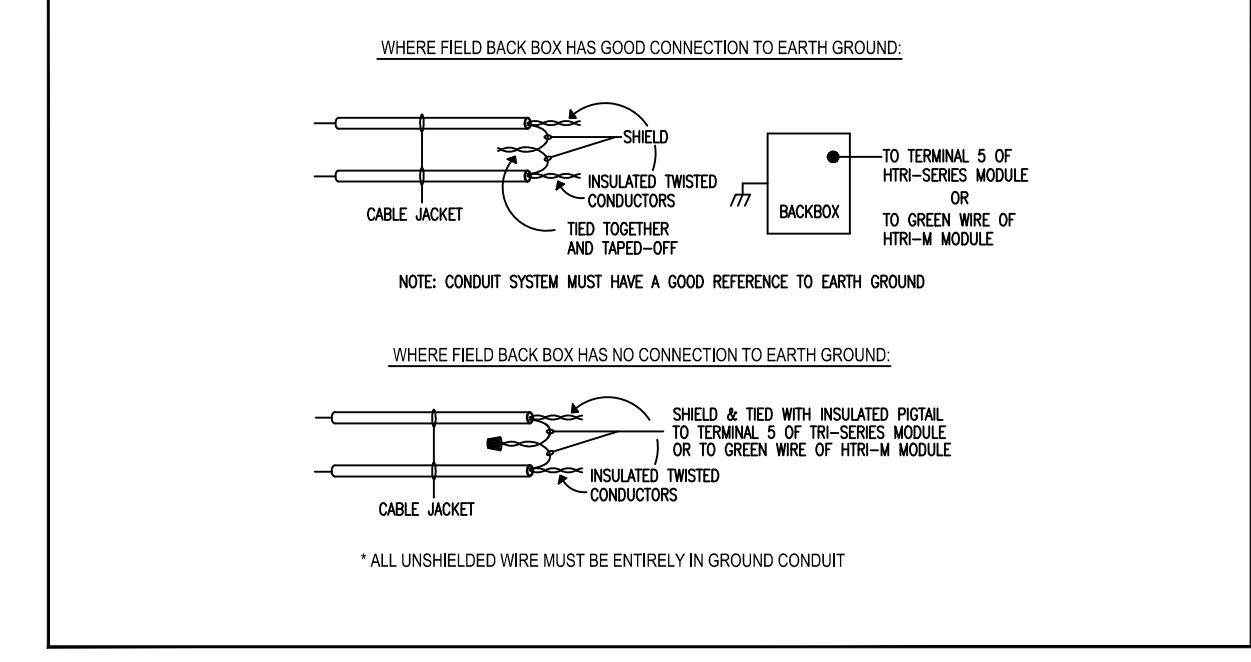 WHERE FIELD BACK BOX HAS GOOD CONNECTION TO EARTH GROUND:
SHIELD
INSULATED TWISTED
CONDUCTORS
CABLE JACKET
TIED TOGETHER
AND TAPED-OFF
BACKBOX
TO TERMINAL 5 OF
HTRI-SERIES MODULE
OR
TO GREEN WIRE OF
HTRI-M MODULE
NOTE: CONDUIT SYSTEM MUST HAVE A GOOD REFERENCE TO EARTH GROUND
WHERE FIELD BACK BOX HAS NO CONNECTION TO EARTH GROUND:
SHIELD & TIED WITH INSULATED PIGTAIL
TO TERMINAL 5 OF TRI-SERIES MODULE
OR TO GREEN WIRE OF HTRI-M MODULE
INSULATED TWISTED
CONDUCTORS
CABLE JACKET
* ALL UNSHIELDED WIRE MUST BE ENTIRELY IN GROUND CONDUIT